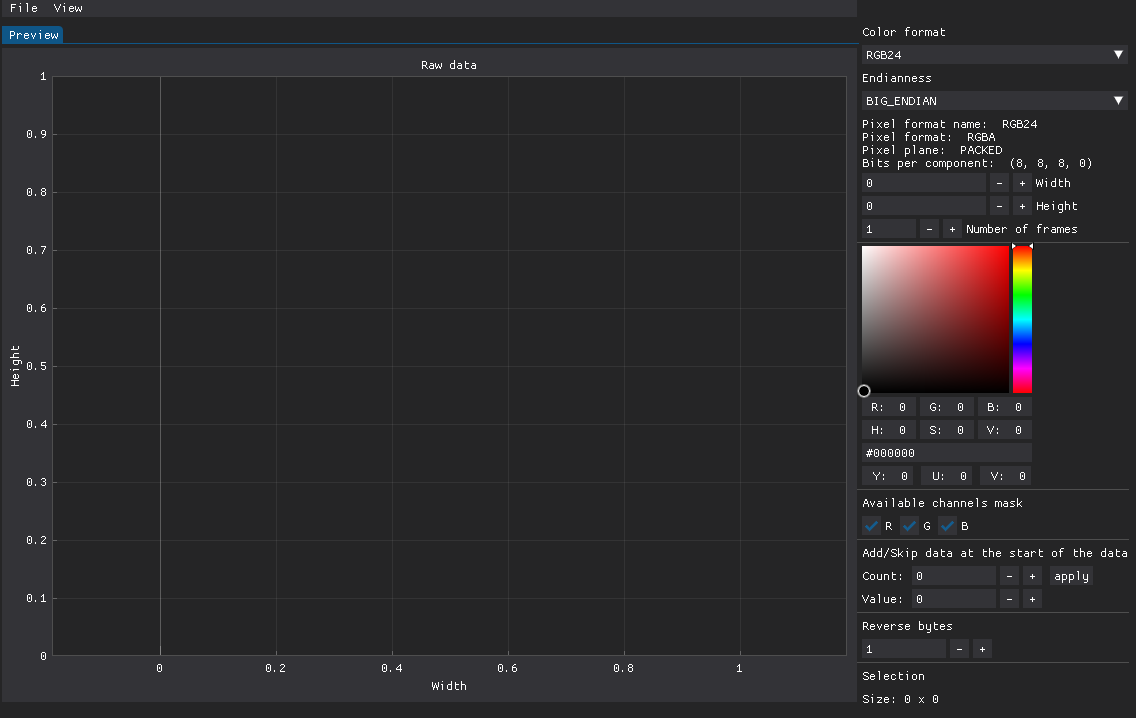 File View
Preview
Raw data
1
0.9
0.8
0.7
0.6
0.5
0.4
0.3
0.2
0.1
0
Height
0 0.2 0.4 0.6 0.8 1
Width
Color format
RGB24
Endianness
BIG_ENDIAN
Pixel format name: RGB24
Pixel format: RGBA
Pixel plane: PACKED
Bits per component: (8, 8, 8, 0)
0 - + Width
0 - + Height
1 - + Number of frames
R: 0 G: 0 B: 0
H: 0 S: 0 V: 0
#000000
Y: 0 U: 0 V: 0
Available channels mask
R G B
Add/Skip data at the start of the data
Count: 0 - + apply
Value: 0 - +
Reverse bytes
1 - +
Selection
Size: 0 x 0